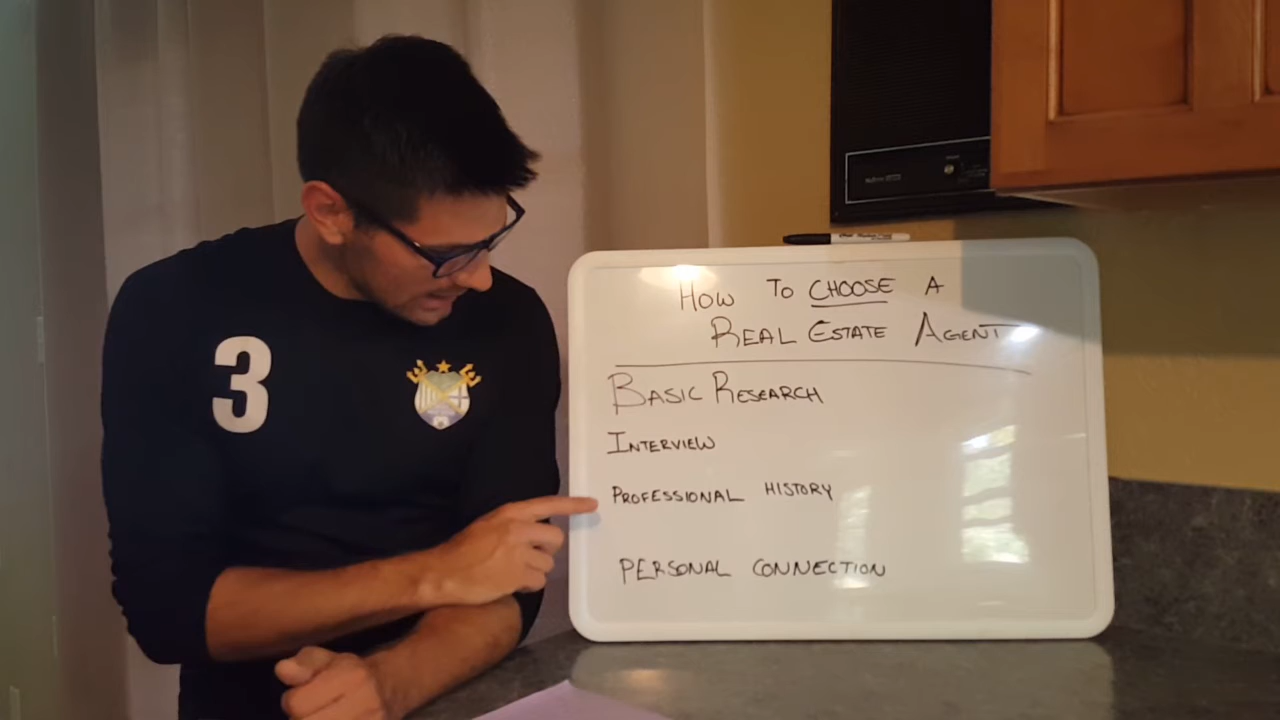 3
HOW TO CHOOSE A
REAL ESTATE AGENT
BASIC RESEARCH
INTERVIEW
PROFESSIONAL HISTORY
PERSONAL CONNECTION